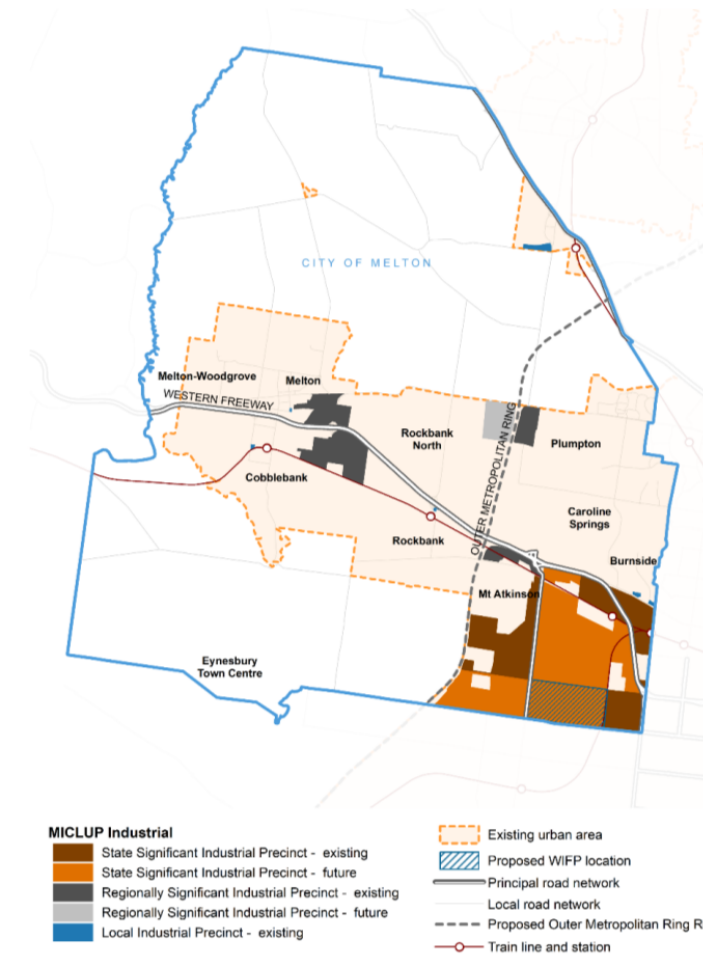 CITY OF MELTON
Melton-Woodgrove
Melton
WESTERN FREEWAY
Rockbank
North
OUTER METROPOLITAN RING
Plumpton
Cobblebank
Caroline
Springs
Rockbank
Burnside
Mt Atkinson
Eynesbury
Town Centre
MICLUP Industrial
State Significant Industrial Precinct - existing
State Significant Industrial Precinct - future
Regionally Significant Industrial Precinct - existing
Regionally Significant Industrial Precinct - future
Local Industrial Precinct - existing
Existing urban area
Proposed WIFP location
Principal road network
Local road network
Proposed Outer Metropolitan Ring R
Train line and station